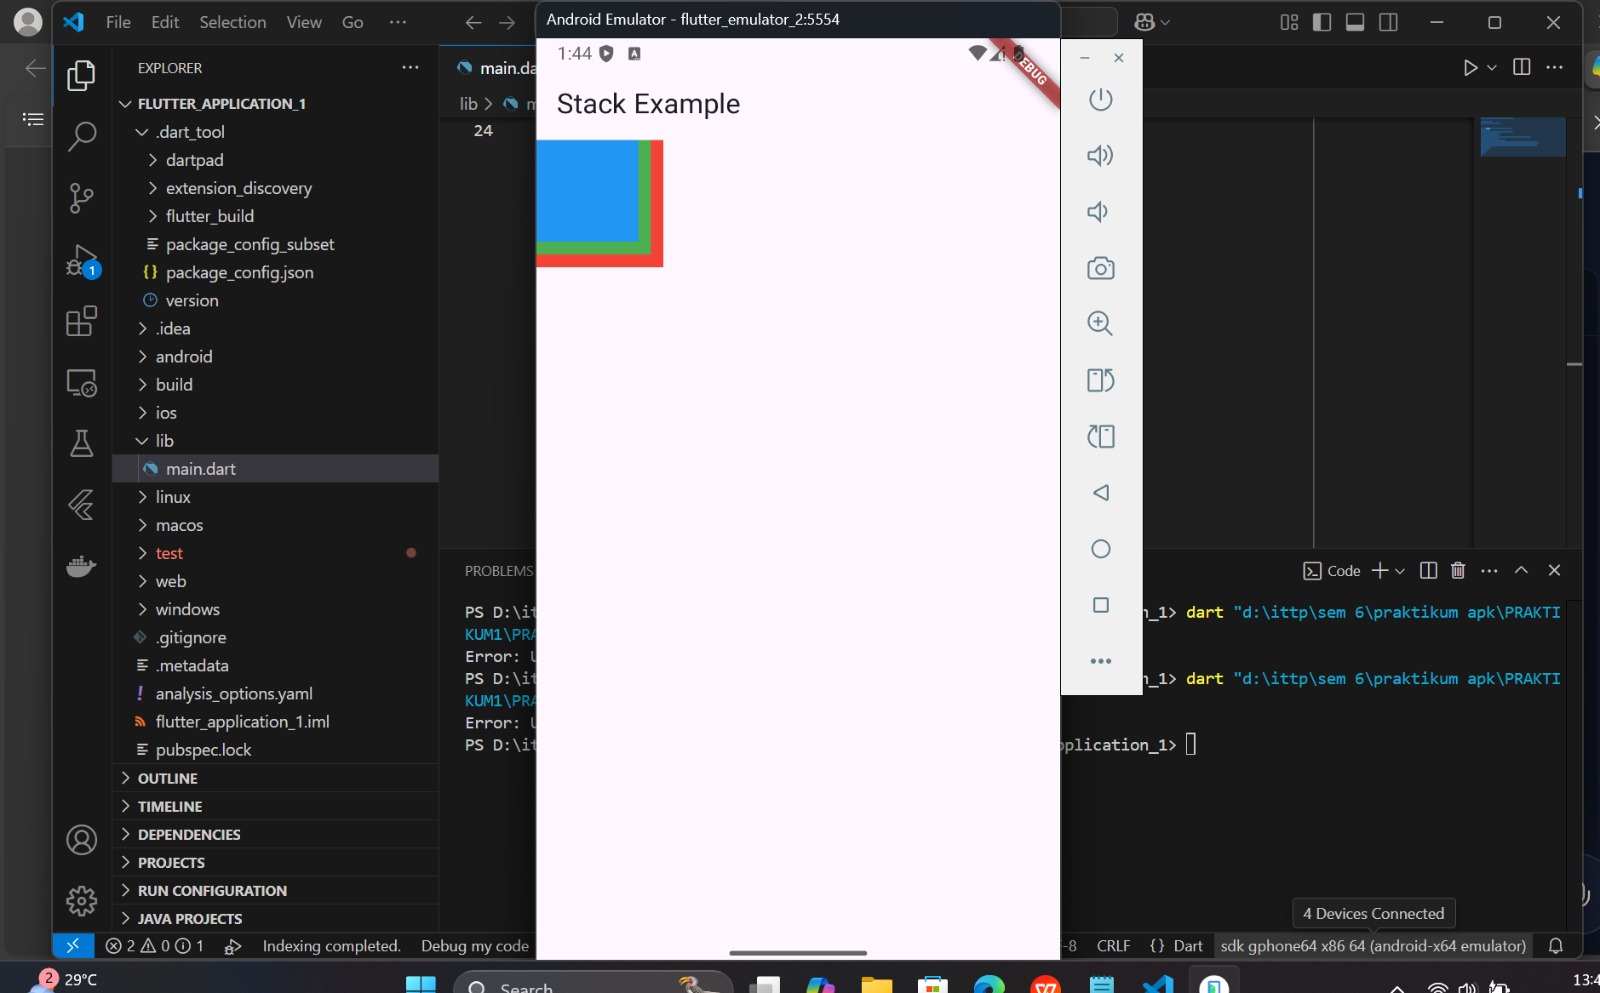 File Edit Selection View Go ···
Android Emulator - flutter_emulator_2:5554
EXPLORER
FLUTTER_APPLICATION_1
.dart_tool
dartpad
extension_discovery
flutter_build
package_config_subset
package_config.json
version
.idea
android
build
ios
lib
main.dart
linux
macos
test
web
windows
.gitignore
.metadata
analysis_options.yaml
flutter_application_1.iml
pubspec.lock
OUTLINE
TIMELINE
DEPENDENCIES
PROJECTS
RUN CONFIGURATION
JAVA PROJECTS
1
main.da
lib
24
1:44
EBUG
Stack Example
PROBLEMS
Code
PS D:\it
n_1> dart "d:\ittp\sem 6\praktikum apk\PRAKTI
KUM1\PRA
Error:
PS D:\it
n_1> dart "d:\ittp\sem 6\praktikum apk\PRAKTI
KUM1\PRA
Error:
PS D:\it
pplication_1>
4 Devices Connected
2 0 1 Indexing completed. Debug my code
-8 CRLF {} Dart sdk gphone64 x86 64 (android-x64 emulator)
2 29°C
Search
13:4